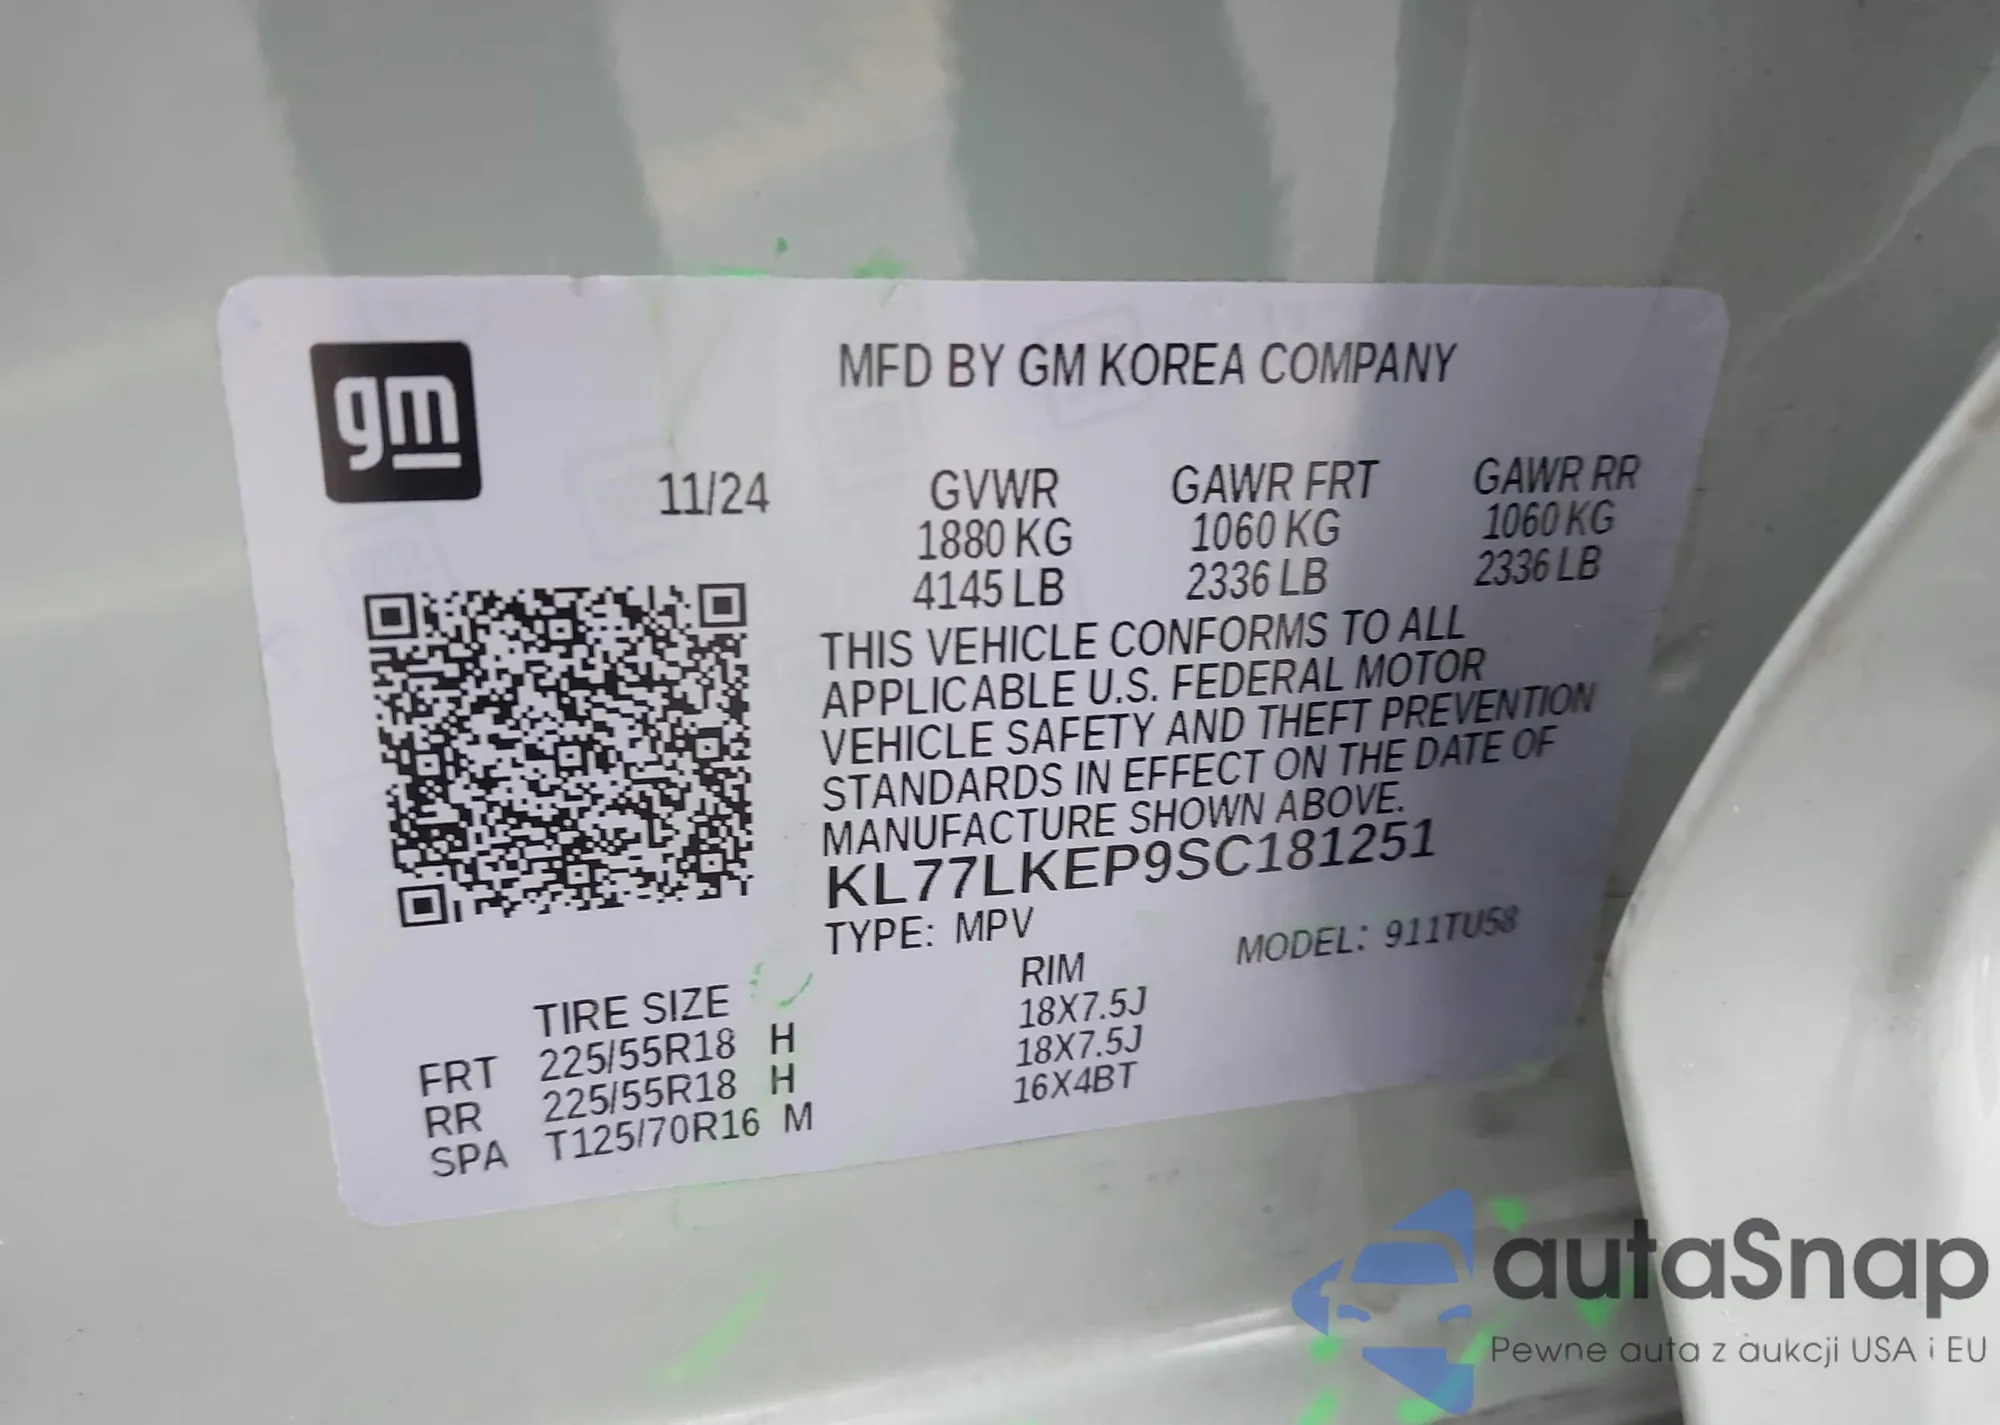 gm
MFD BY GM KOREA COMPANY
11/24
GVWR GAWR FRT GAWR RR
1880 KG 1060 KG 1060 KG
4145 LB 2336 LB 2336 LB
THIS VEHICLE CONFORMS TO ALL
APPLICABLE U.S. FEDERAL MOTOR
VEHICLE SAFETY AND THEFT PREVENTION
STANDARDS IN EFFECT ON THE DATE OF
MANUFACTURE SHOWN ABOVE.
KL77LKEP9SC181251
TYPE: MPV MODEL: 911TU58
TIRE SIZE RIM
FRT 225/55R18 H 18X7.5J
RR 225/55R18 H 18X7.5J
SPA T125/70R16 M 16X4BT
autaSnap
Pewne auta z aukcji USA i EU